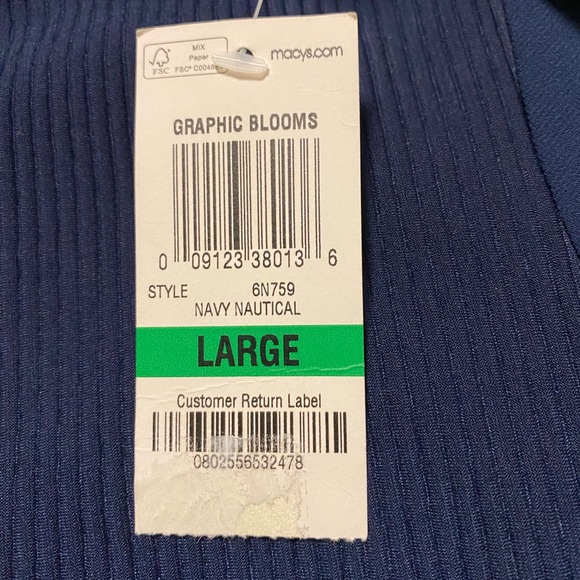 MIX
Paper
FSC
FSC®
macys.com
GRAPHIC BLOOMS
0 09123 38013 6
STYLE 6N759
NAVY NAUTICAL
LARGE
Customer Return Label
0802556532478